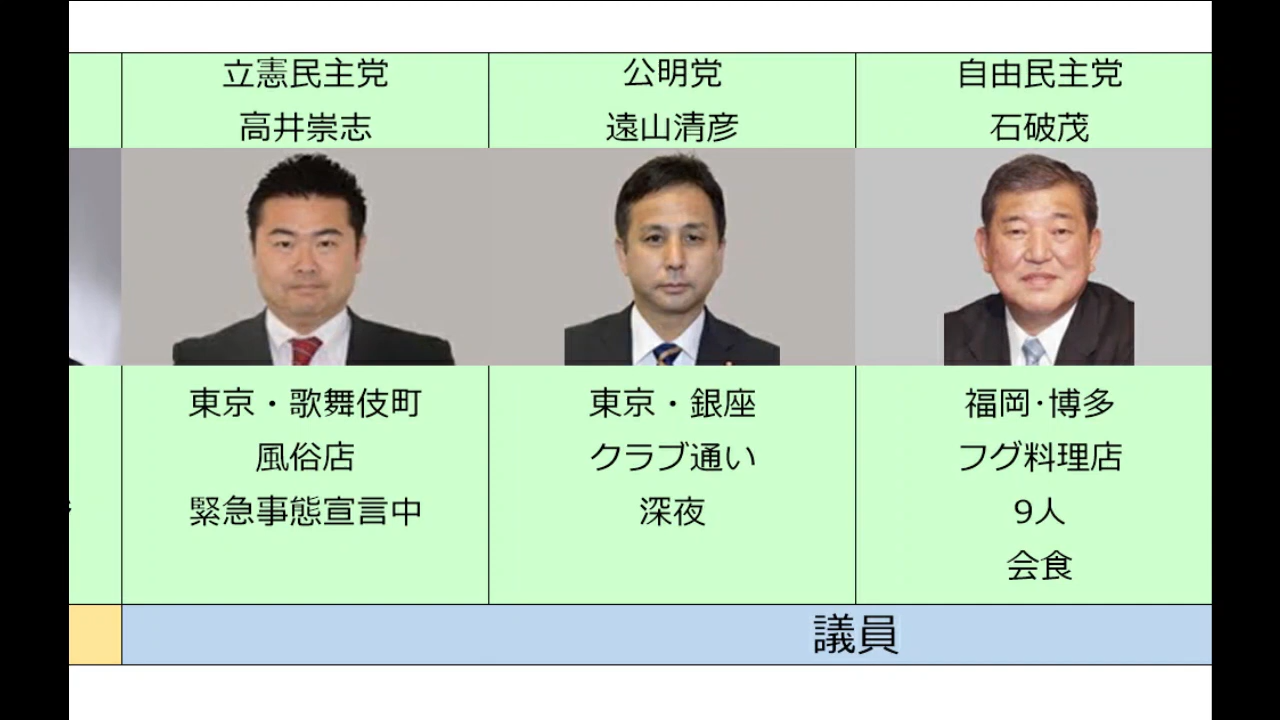 立憲民主党
高井崇志
東京・歌舞伎町
風俗店
緊急事態宣言中
公明党
遠山清彦
東京・銀座
クラブ通い
深夜
自由民主党
石破茂
福岡･博多
フグ料理店
9人
会食
議員